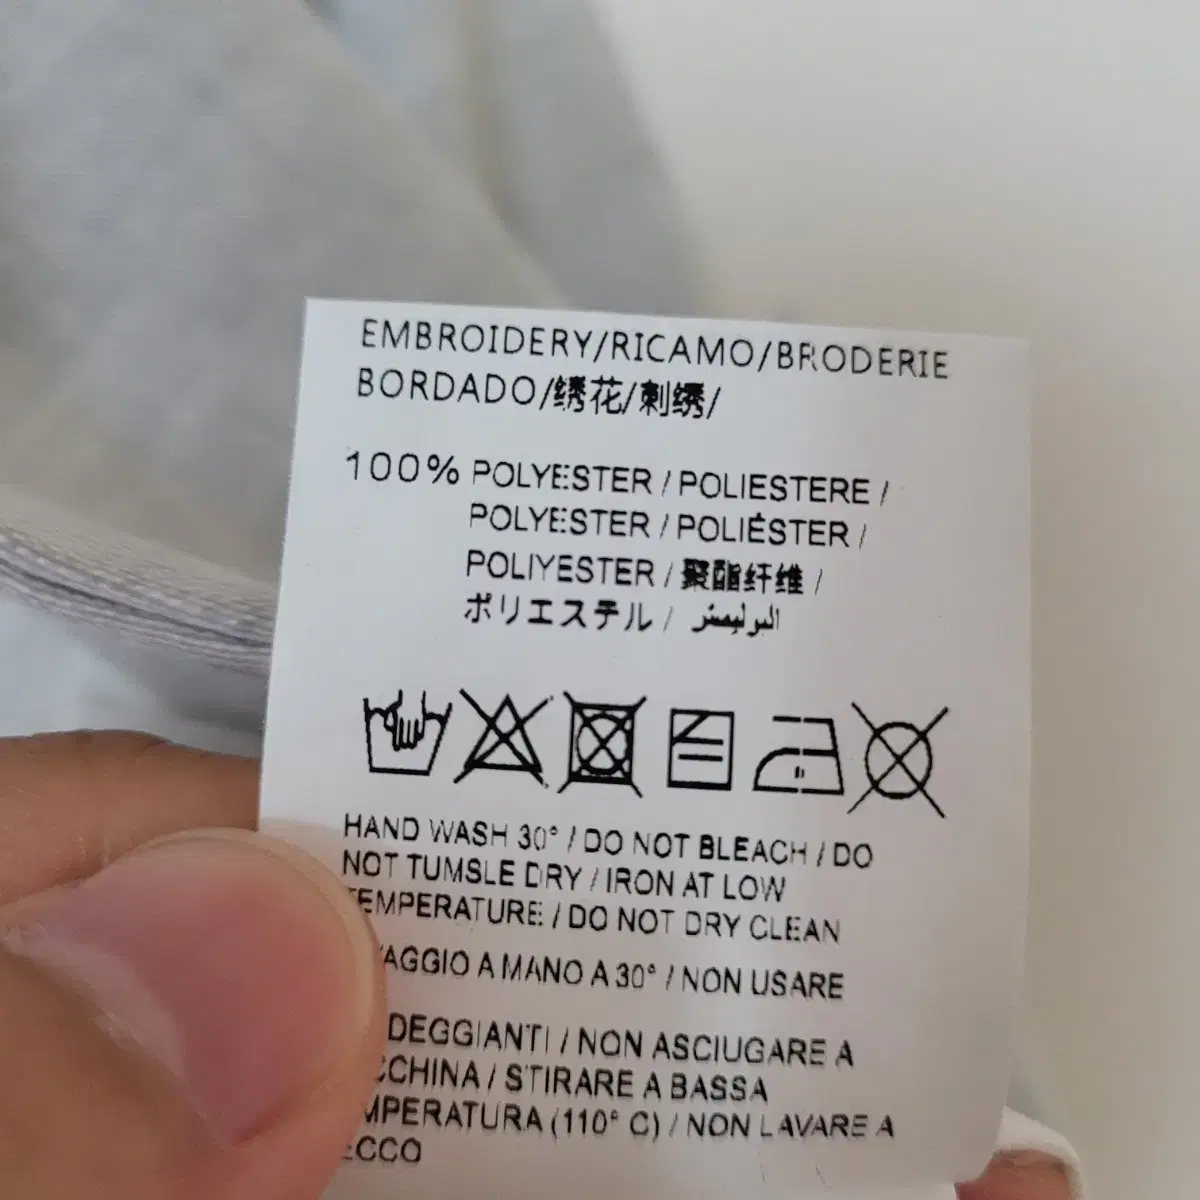 EMBROIDERY/RICAMO/BRODERIE
BORDADO/绣花/刺绣/
100% POLYESTER / POLIESTERE /
POLYESTER / POLIÉSTER /
POLIYESTER / 聚酯纤维 /
ポリエステル / البوليستر
HAND WASH 30° / DO NOT BLEACH / DO
NOT TUMSLE DRY / IRON AT LOW
TEMPERATURE / DO NOT DRY CLEAN
VAGGIO A MANO A 30° / NON USARE
DEGGIANTI / NON ASCIUGARE A
CCHINA / STIRARE A BASSA
MPERATURA (110° C) / NON LAVARE A
ECCO